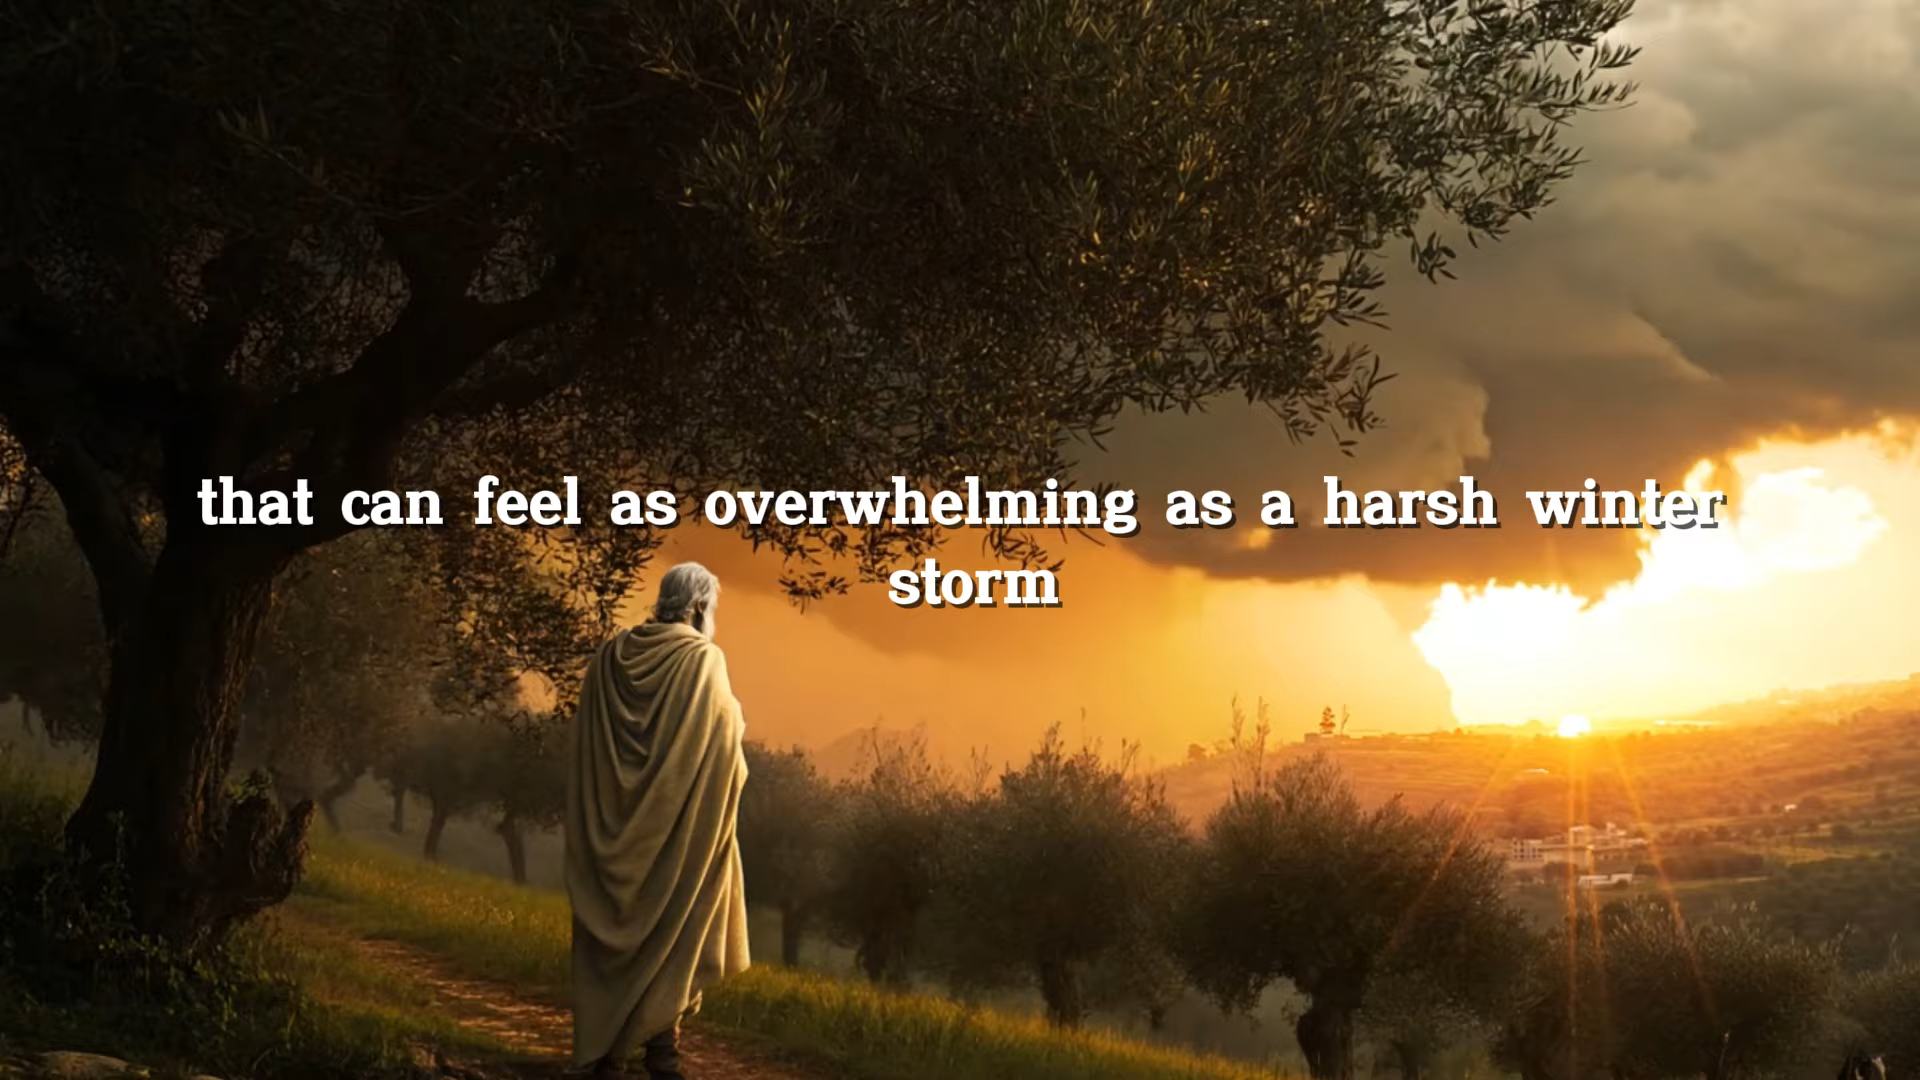 that can feel as overwhelming as a harsh winter
storm